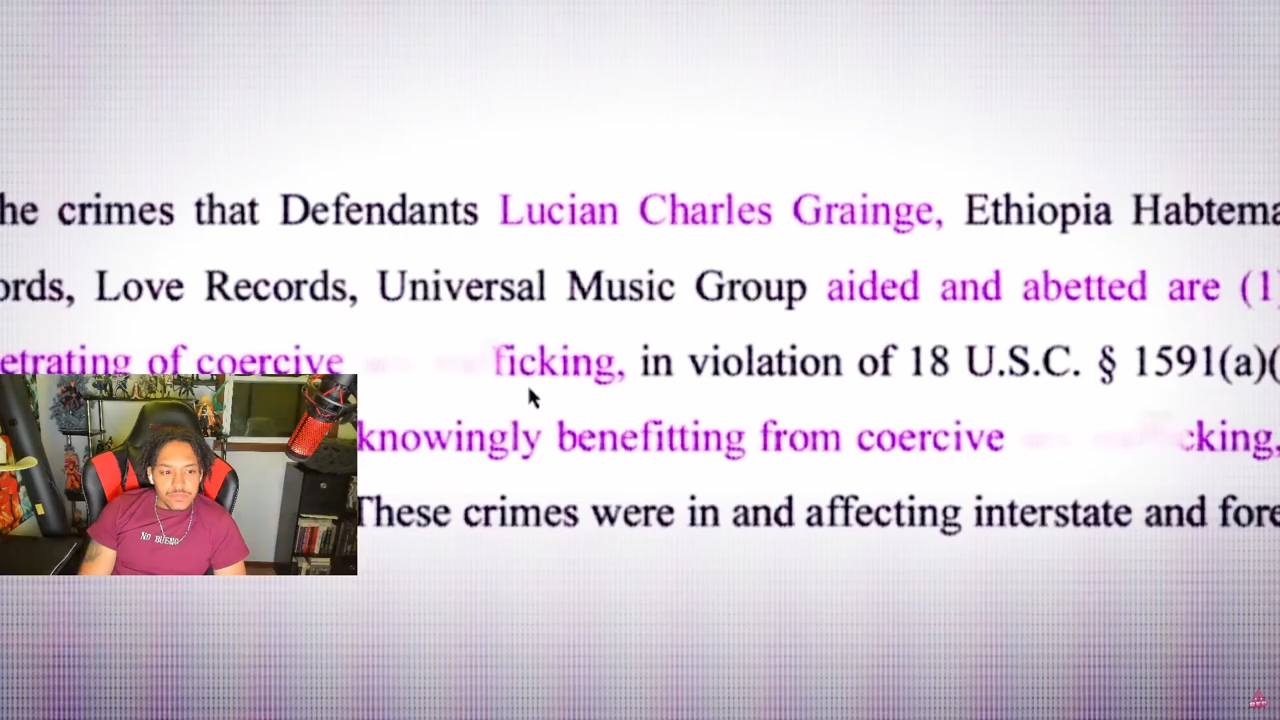 he crimes that Defendants Lucian Charles Grainge, Ethiopia Habtema
ords, Love Records, Universal Music Group aided and abetted are (1)
etrating of coercive ficking, in violation of 18 U.S.C. § 1591(a)(
knowingly benefitting from coercive cking,
These crimes were in and affecting interstate and fore
NO BUENO